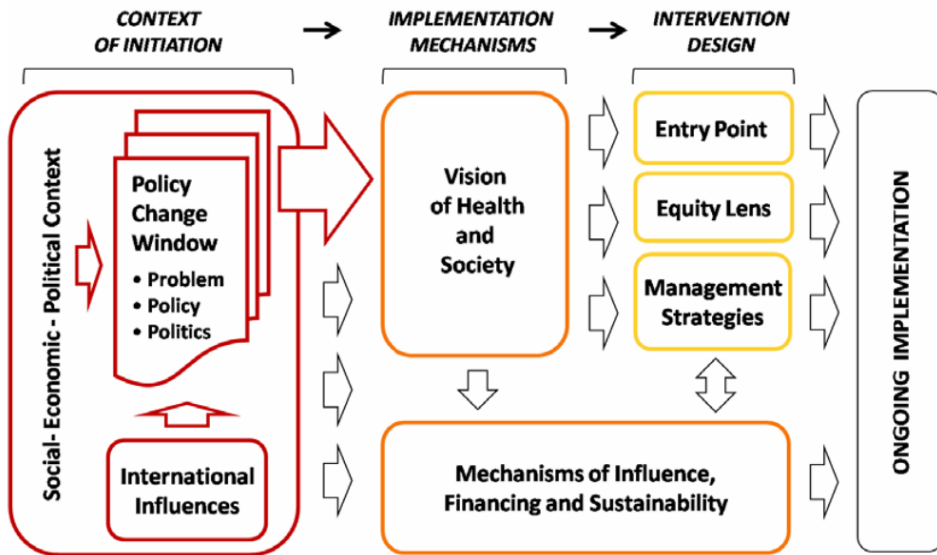 CONTEXT
OF INITIATION
IMPLEMENTATION
MECHANISMS
INTERVENTION
DESIGN
Social- Economic - Political Context
Policy
Change
Window
• Problem
• Policy
• Politics
International
Influences
Vision
of Health
and
Society
Entry Point
Equity Lens
Management
Strategies
Mechanisms of Influence,
Financing and Sustainability
ONGOING IMPLEMENTATION